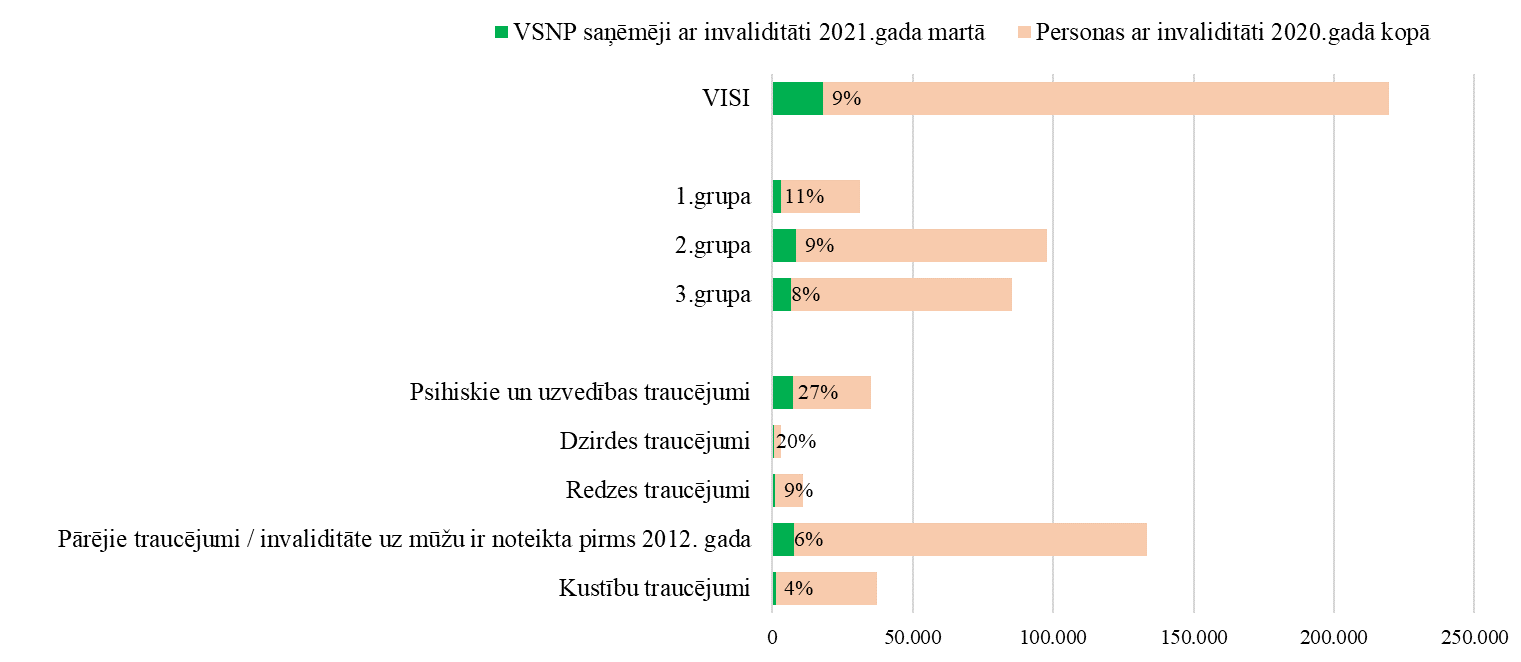 VSNP saņēmēji ar invaliditāti 2021.gada martā Personas ar invaliditāti 2020.gadā kopā
VISI 9%
1.grupa 11%
2.grupa 9%
3.grupa 8%
Psihiskie un uzvedības traucējumi 27%
Dzirdes traucējumi 20%
Redzes traucējumi 9%
Pārējie traucējumi / invaliditāte uz mūžu ir noteikta pirms 2012. gada 6%
Kustību traucējumi 4%
0 50.000 100.000 150.000 200.000 250.000